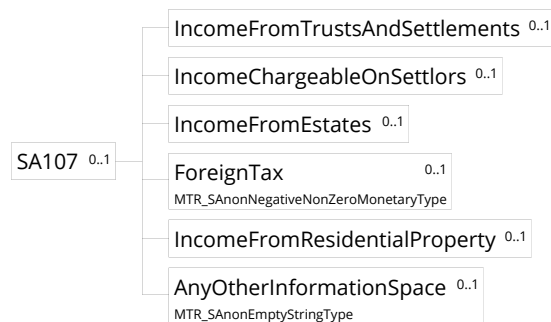 IncomeFromTrustsAndSettlements 0..1
IncomeChargeableOnSettlors 0..1
IncomeFromEstates 0..1
SA107 0..1
ForeignTax 0..1
MTR_SAnonNegativeNonZeroMonetaryType
IncomeFromResidentialProperty 0..1
AnyOtherInformationSpace 0..1
MTR_SAnonEmptyStringType